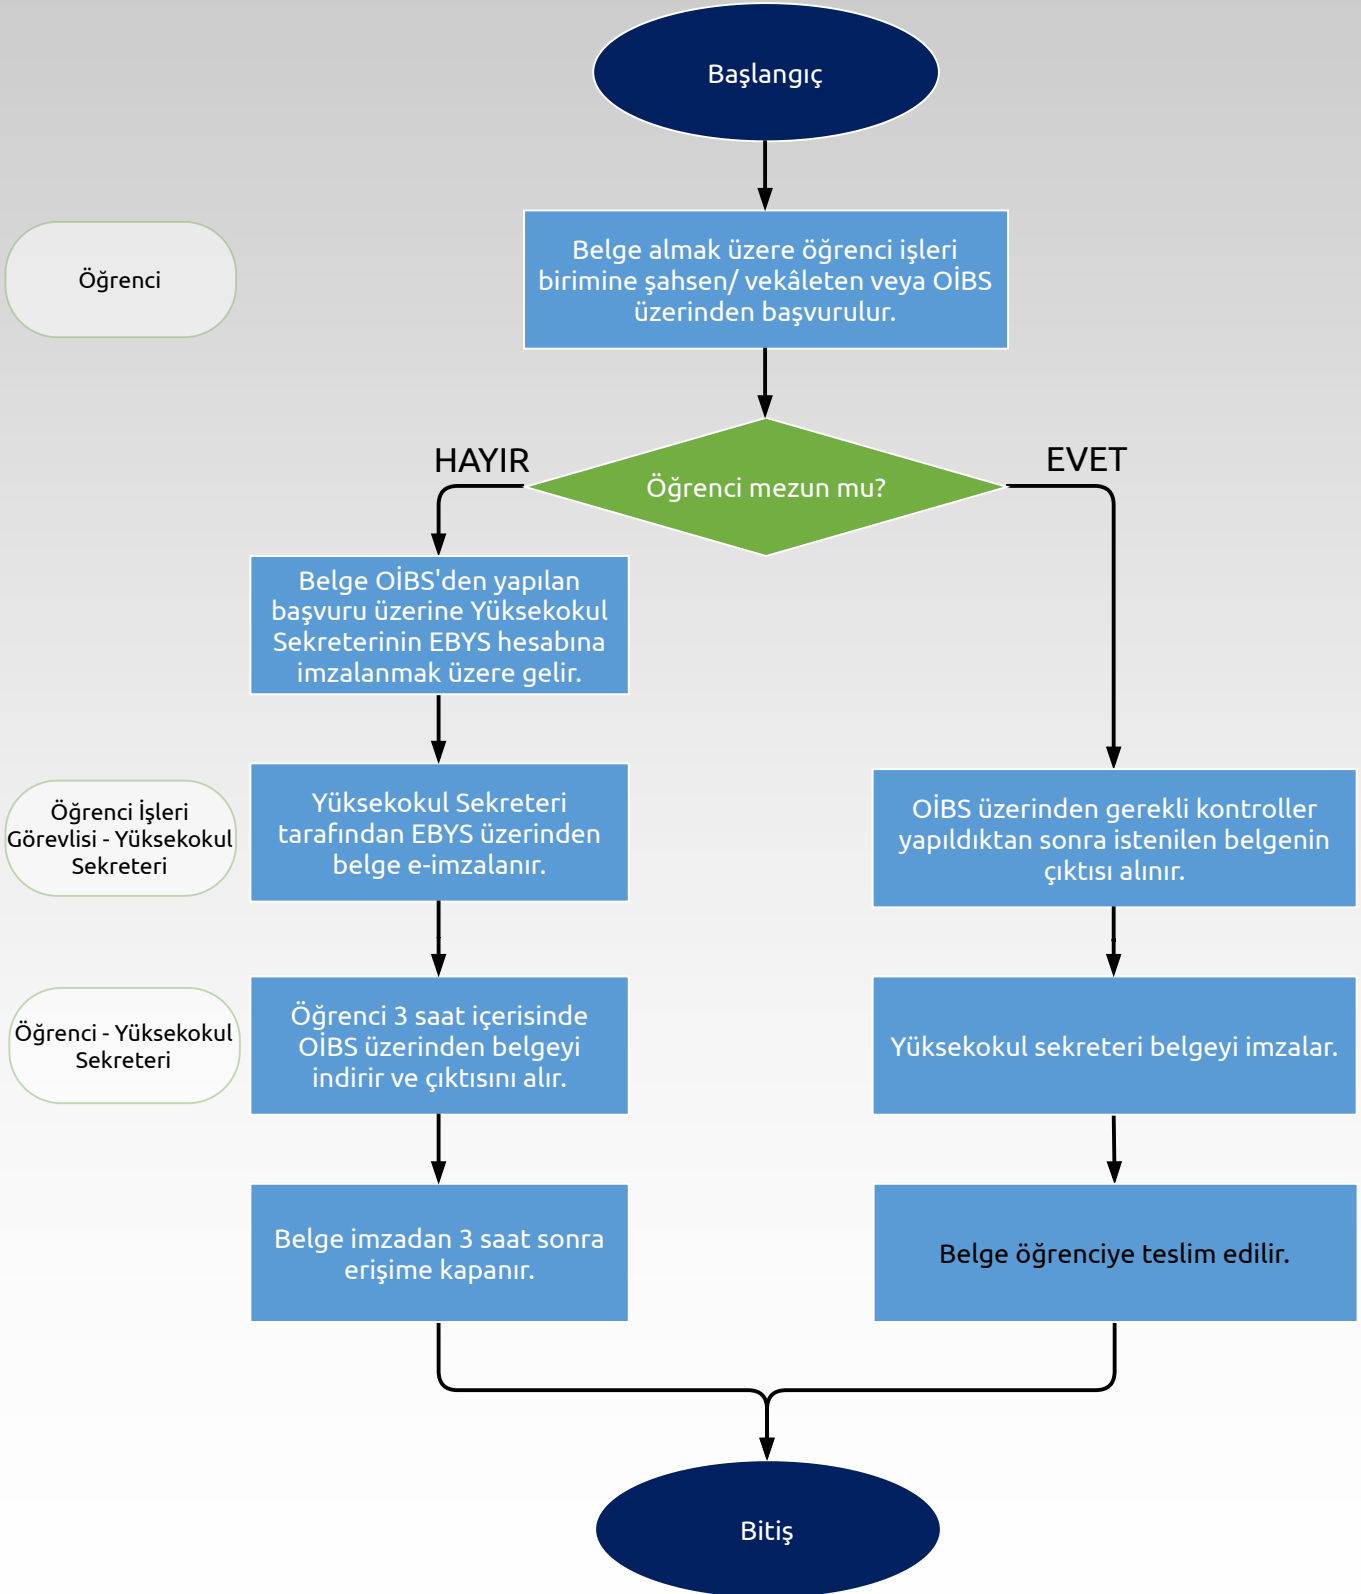 Başlangıç
Öğrenci
Belge almak üzere öğrenci işleri
birimine şahsen/ vekâleten veya OİBS
üzerinden başvurulur.
HAYIR
EVET
Öğrenci mezun mu?
Belge OİBS'den yapılan
başvuru üzerine Yüksekokul
Sekreterinin EBYS hesabına
imzalanmak üzere gelir.
Öğrenci İşleri
Görevlisi - Yüksekokul
Sekreteri
Yüksekokul Sekreteri
tarafından EBYS üzerinden
belge e-imzalanır.
OİBS üzerinden gerekli kontroller
yapıldıktan sonra istenilen belgenin
çıktısı alınır.
Öğrenci - Yüksekokul
Sekreteri
Öğrenci 3 saat içerisinde
OİBS üzerinden belgeyi
indirir ve çıktısını alır.
Yüksekokul sekreteri belgeyi imzalar.
Belge imzadan 3 saat sonra
erişime kapanır.
Belge öğrenciye teslim edilir.
Bitiş